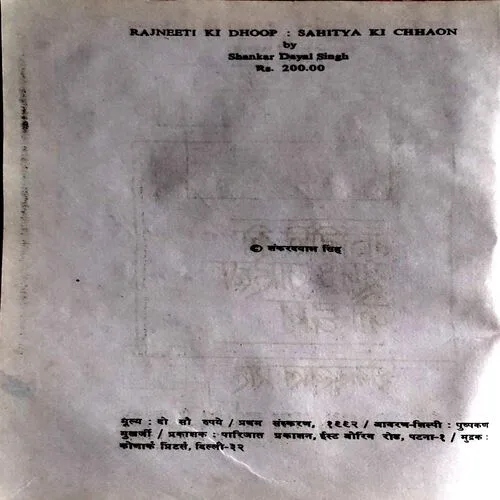 RAJNEETI KI DHOOP : SAHITYA KI CHHAON
by
Shankar Dayal Singh
Rs. 200.00
© शंकरदयाल सिंह
मूल्य : दो सौ रुपये / प्रथम संस्करण, १९९२ / आवरण-शिल्पी : पुष्पकण
मुखर्जी / प्रकाशक : पारिजात प्रकाशन, ईस्ट बोरिंग रोड, पटना-१ / मुद्रक :
कोणार्क प्रिंटर्स, दिल्ली-३२